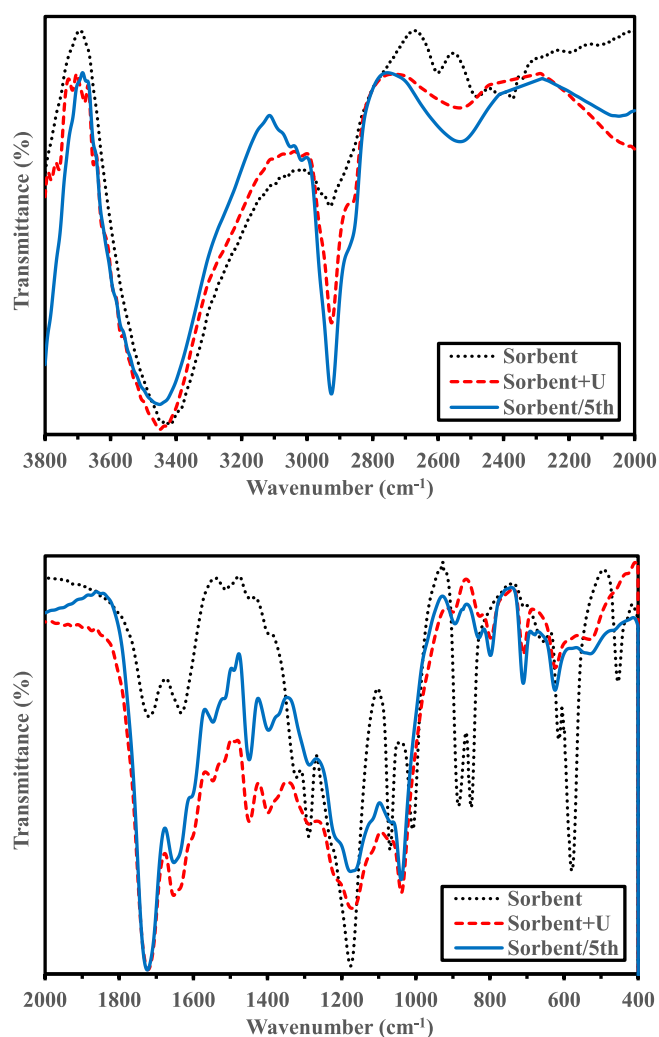 Transmittance (%)
Sorbent
Sorbent+U
Sorbent/5th
3800 3600 3400 3200 3000 2800 2600 2400 2200 2000
Wavenumber (cm-1)
Transmittance (%)
Sorbent
Sorbent+U
Sorbent/5th
2000 1800 1600 1400 1200 1000 800 600 400
Wavenumber (cm-1)